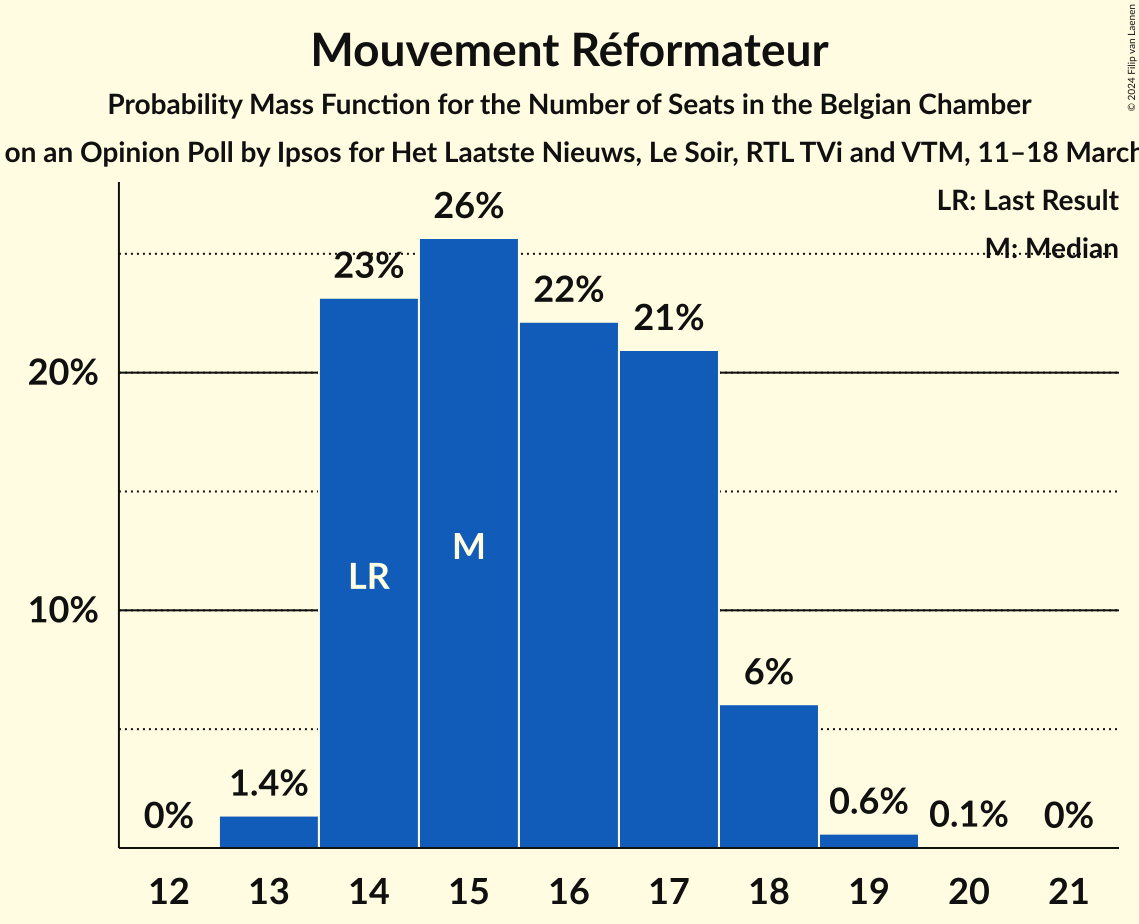 © 2024 Filip van Laenen
Mouvement Réformateur
Probability Mass Function for the Number of Seats in the Belgian Chamber
on an Opinion Poll by Ipsos for Het Laatste Nieuws, Le Soir, RTL TVi and VTM, 11–18 March
LR: Last Result
M: Median
26%
23%
22%
21%
20%
M
LR
10%
6%
1.4%
0%
0.6%
0.1%
0%
12 13 14 15 16 17 18 19 20 21